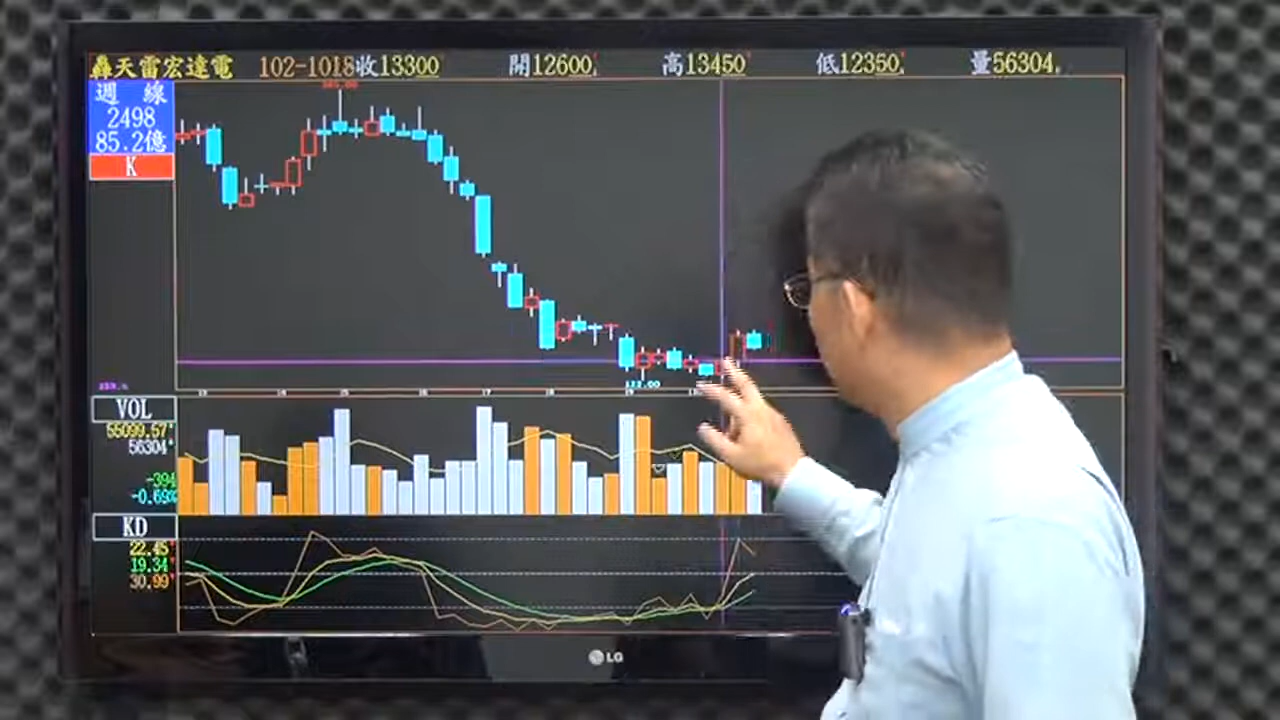 轟天雷宏達電 102-1018收13300 開12600 高13450 低12350 量56304
週 線
2498
85.2億
K
VOL
55099.57
56304
-394
-0.69%
KD
22.45
19.34
30.99
LG